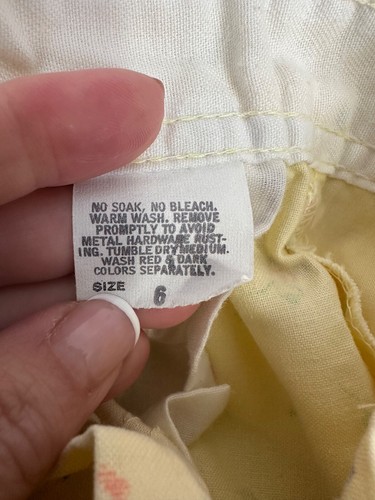 NO SOAK, NO BLEACH.
WARM WASH. REMOVE
PROMPTLY TO AVOID
METAL HARDWARE RUST-
ING. TUMBLE DRY MEDIUM.
WASH RED & DARK
COLORS SEPARATELY.
SIZE 6